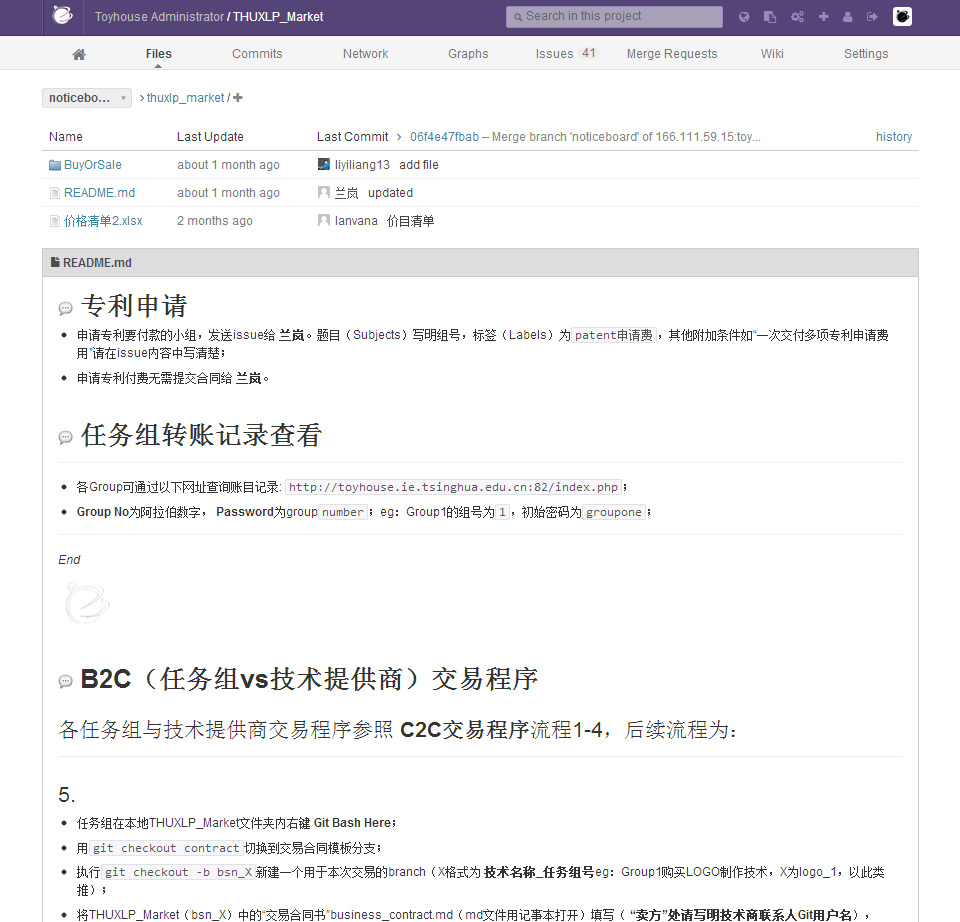 Toyhouse Administrator / THUXLP_Market
Search in this project
Files Commits Network Graphs Issues 41 Merge Requests Wiki Settings
noticebo... thuxlp_market / +
Name Last Update Last Commit > 06f4e47fbab – Merge branch 'noticeboard' of 166.111.59.15:toy... history
BuyOrSale about 1 month ago liyiliang13 add file
README.md about 1 month ago 兰岚 updated
价格清单2.xlsx 2 months ago lanvana 价目清单
README.md
专利申请
申请专利要付款的小组，发送issue给 兰岚。题目（Subjects）写明组号，标签（Labels）为 patent申请费 ，其他附加条件如“一次交付多项专利申请费
用”请在issue内容中写清楚；
申请专利付费无需提交合同给 兰岚。
任务组转账记录查看
各Group可通过以下网址查询账目记录: http://toyhouse.ie.tsinghua.edu.cn:82/index.php ；
Group No为阿拉伯数字， Password为group number ；eg：Group1的组号为 1 ，初始密码为 groupone ；
End
B2C（任务组vs技术提供商）交易程序
各任务组与技术提供商交易程序参照 C2C交易程序流程1-4，后续流程为：
5.
任务组在本地THUXLP_Market文件夹内右键 Git Bash Here；
用 git checkout contract 切换到交易合同模板分支；
执行 git checkout -b bsn_X 新建一个用于本次交易的branch（X格式为 技术名称_任务组号eg：Group1购买LOGO制作技术，X为logo_1，以此类
推）；
将THUXLP_Market（bsn_X）中的“交易合同书”business_contract.md（md文件用记事本打开）填写（ “卖方”处请写明技术商联系人Git用户名），